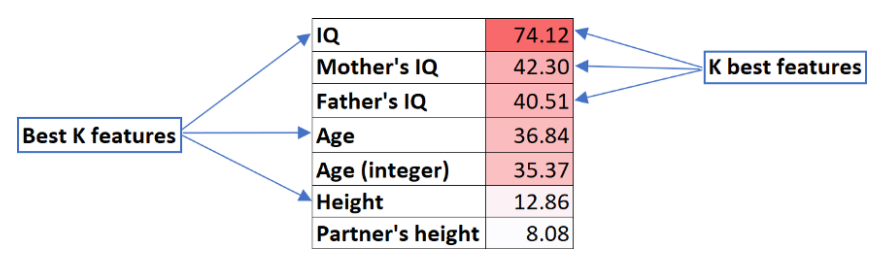 IQ 74.12
Mother's IQ 42.30
K best features
Father's IQ 40.51
Best K features
Age 36.84
Age (integer) 35.37
Height 12.86
Partner's height 8.08